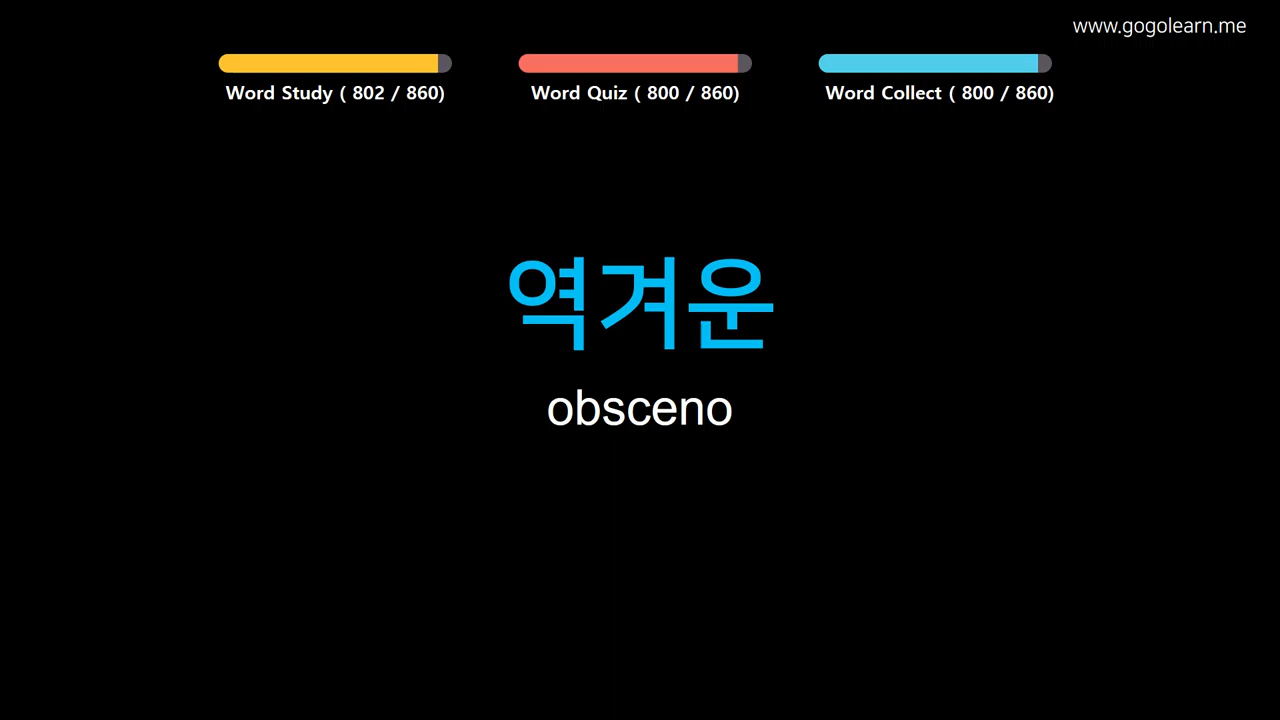 www.gogolearn.me
Word Study ( 802 / 860)
Word Quiz ( 800 / 860)
Word Collect ( 800 / 860)
역겨운
obsceno